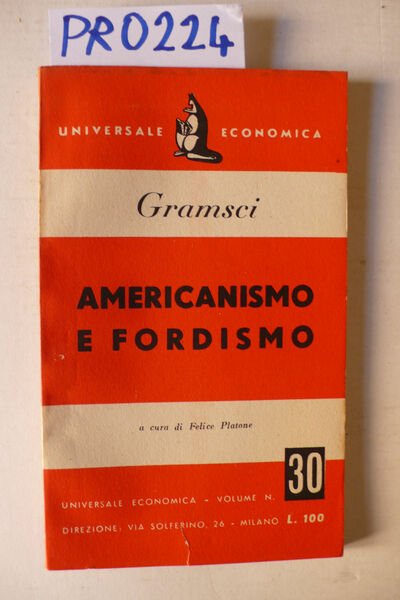 PRO224
UNIVERSALE ECONOMICA
Gramsci
AMERICANISMO
E FORDISMO
a cura di Felice Platone
30
UNIVERSALE ECONOMICA - VOLUME N.
DIREZIONE: VIA SOLFERINO, 26 - MILANO L. 100